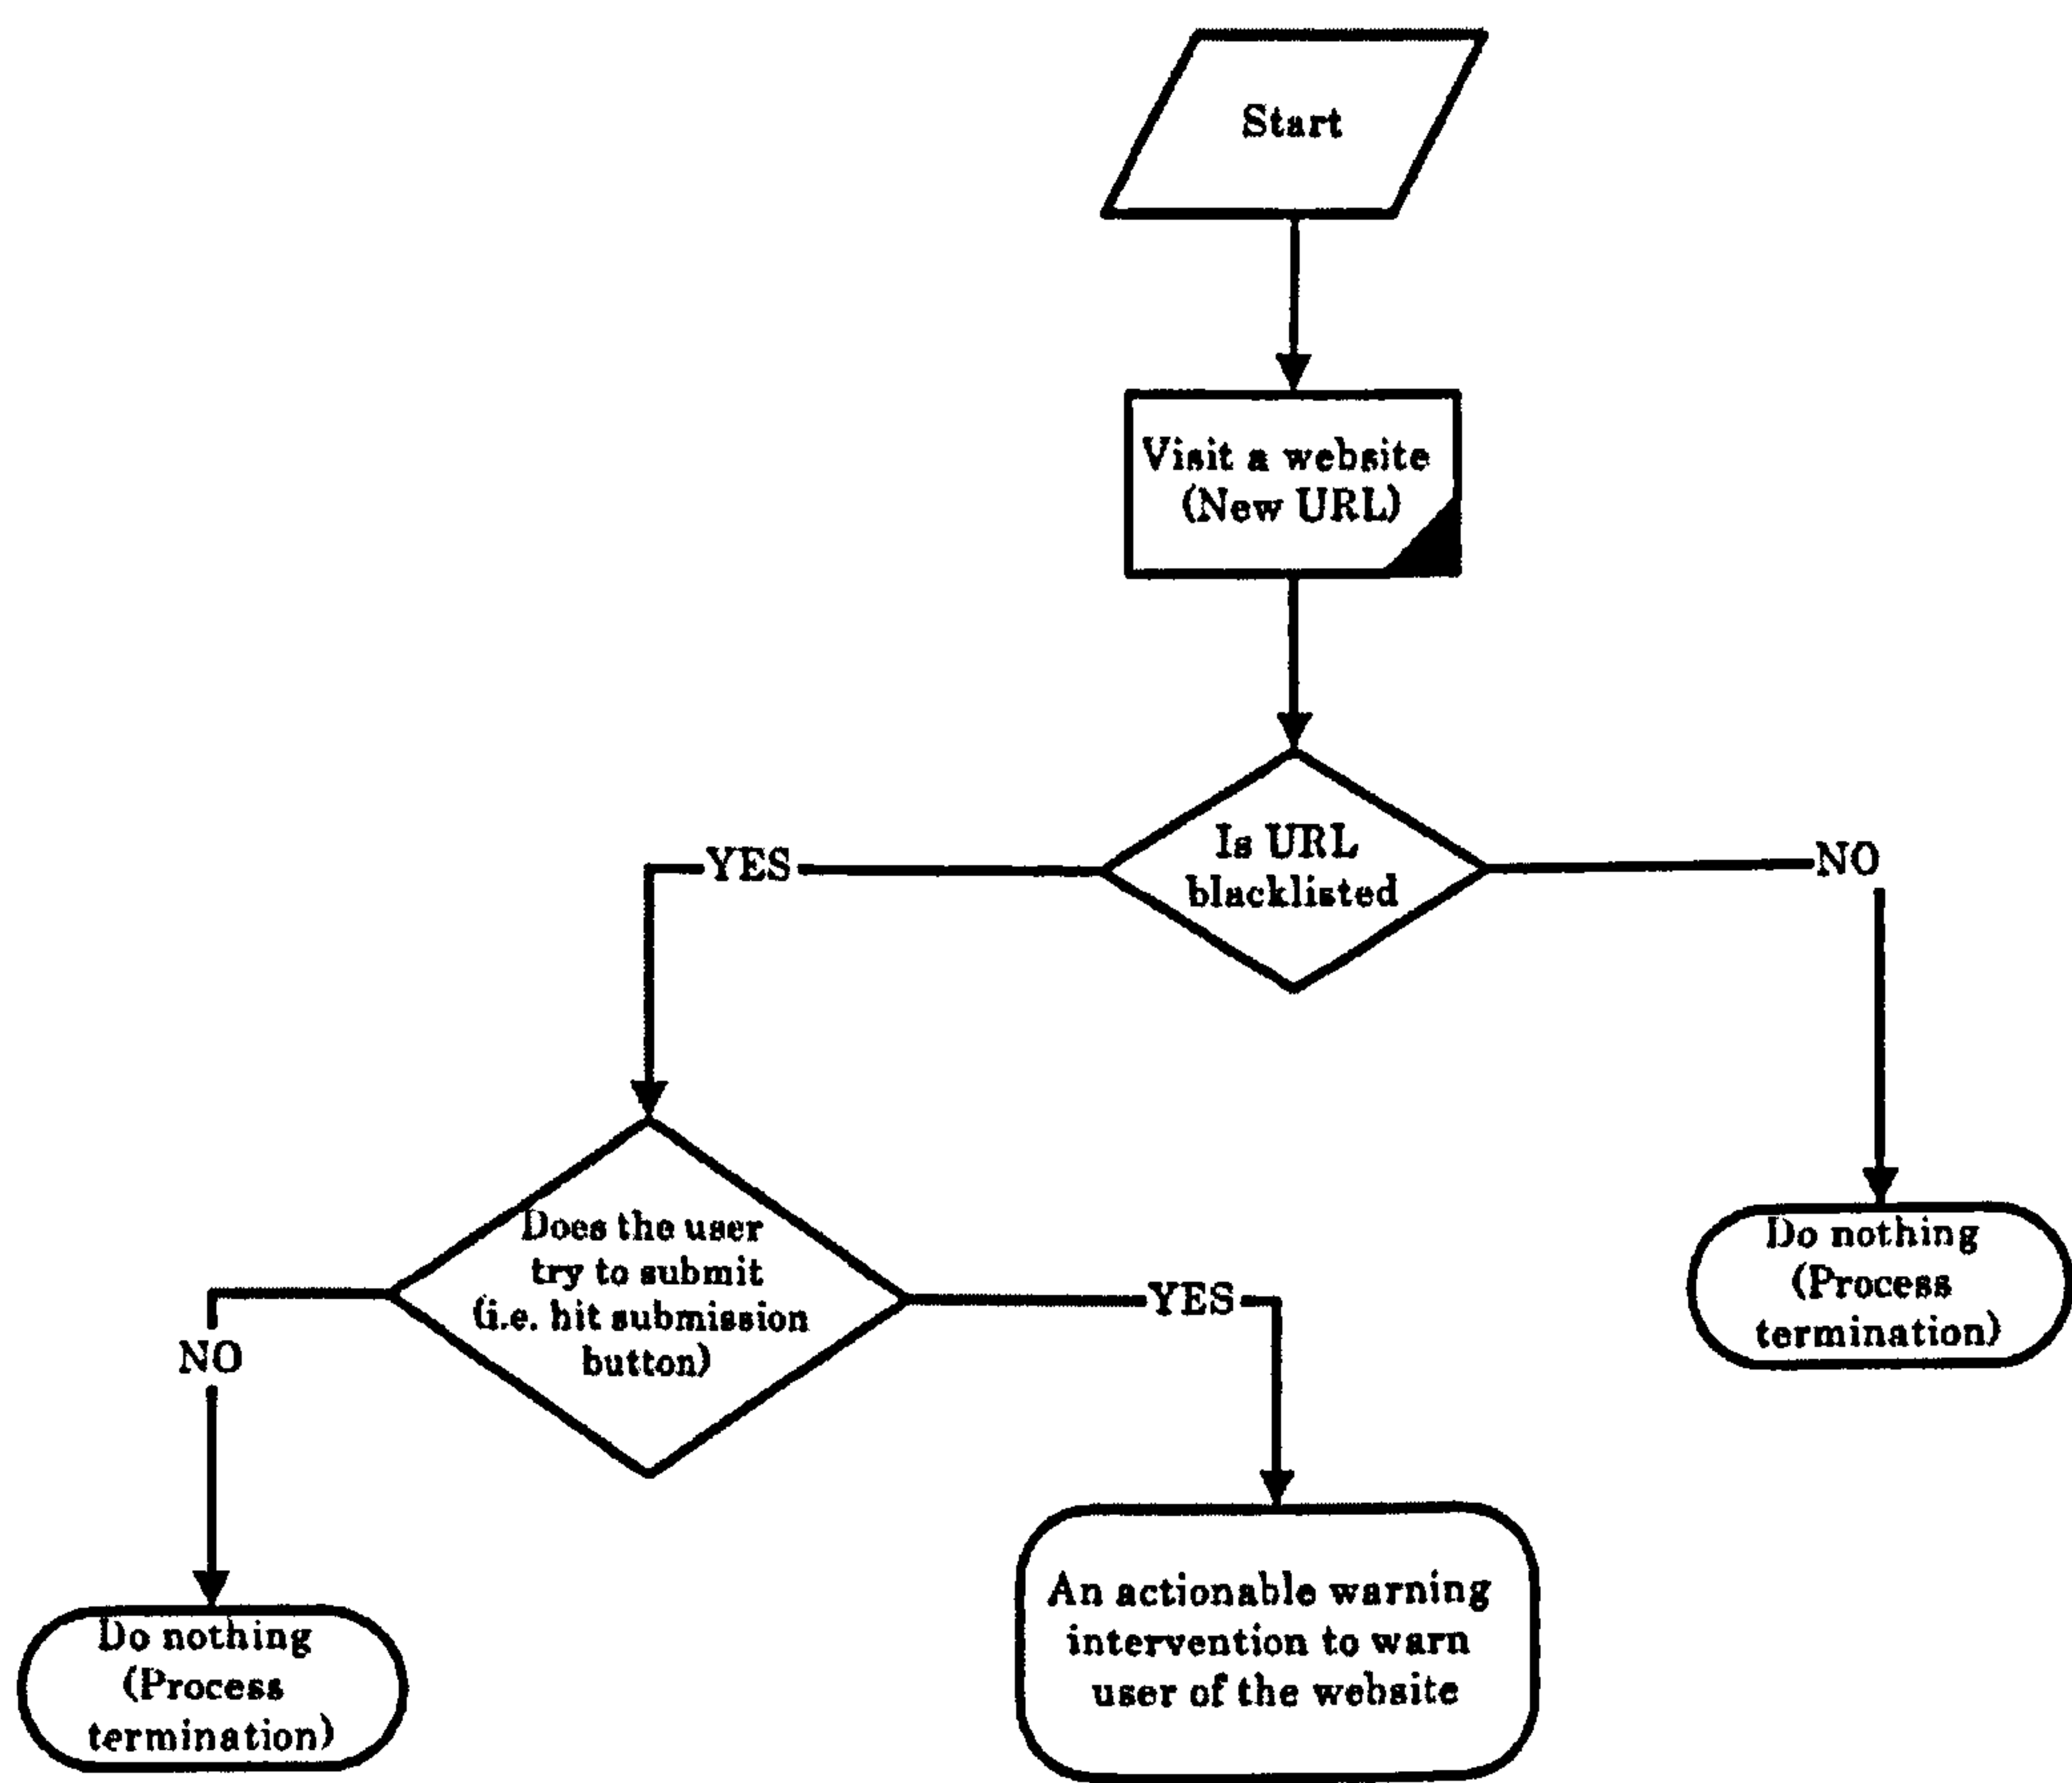 Start
Visit a website
(New URL)
Is URL
blacklisted
YES
NO
Does the user
try to submit
(i.e. hit submission
button)
NO
YES
Do nothing
(Process
termination)
An actionable warning
intervention to warn
user of the website
Do nothing
(Process
termination)